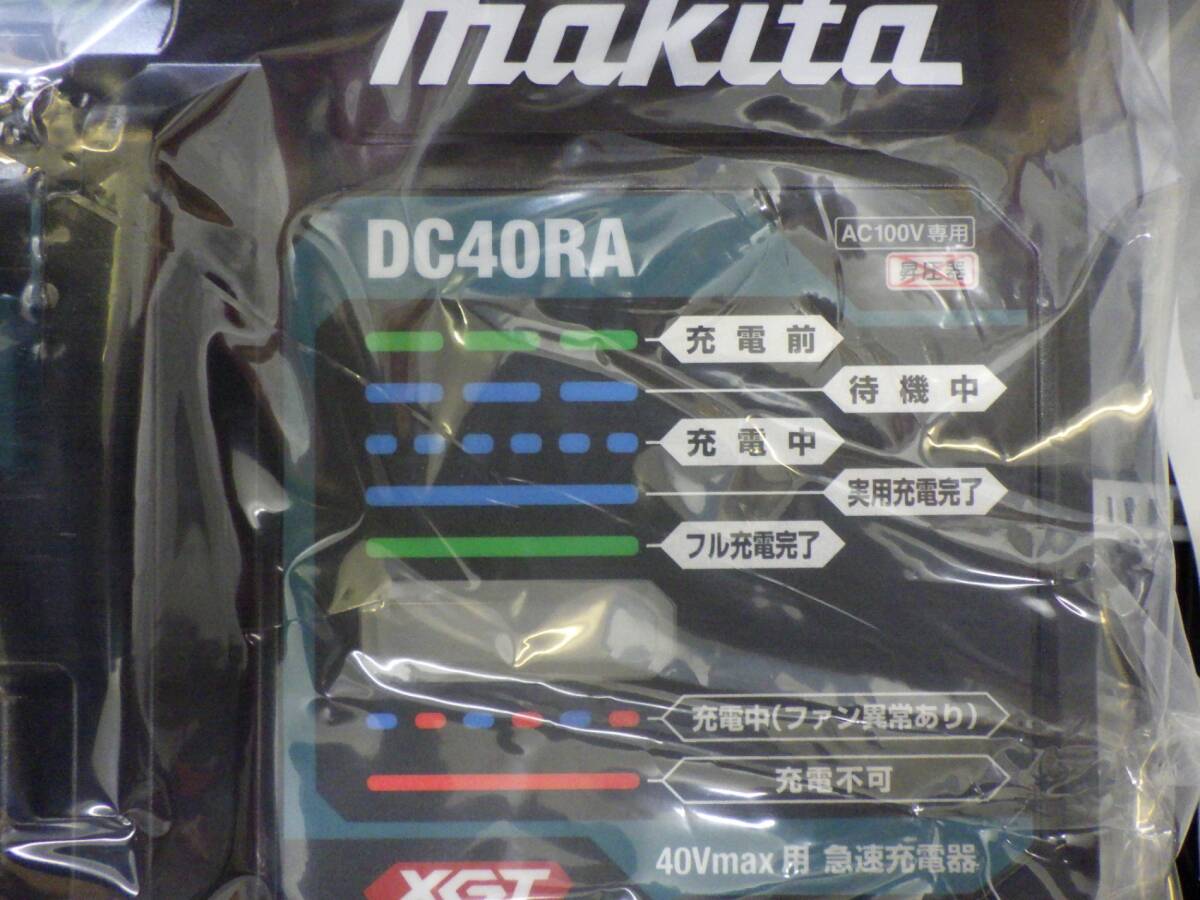 makita
DC40RA
AC100V専用
昇圧器
充電前
待機中
充電中
実用充電完了
フル充電完了
充電中(ファン異常あり)
充電不可
40Vmax用 急速充電器
XGT